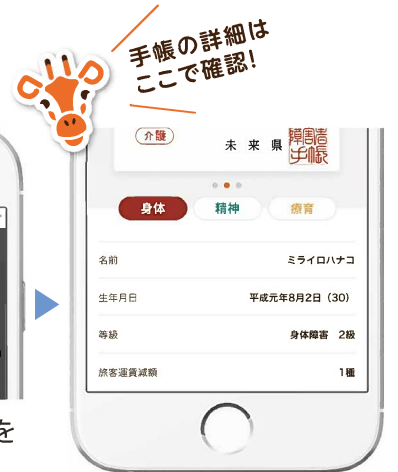 手帳の詳細は
ここで確認!
介護
未来県
障害者
手帳
身体
精神
療育
名前 ミライロハナコ
生年月日 平成元年8月2日（30）
等級 身体障害 2級
旅客運賃減額 1種
を